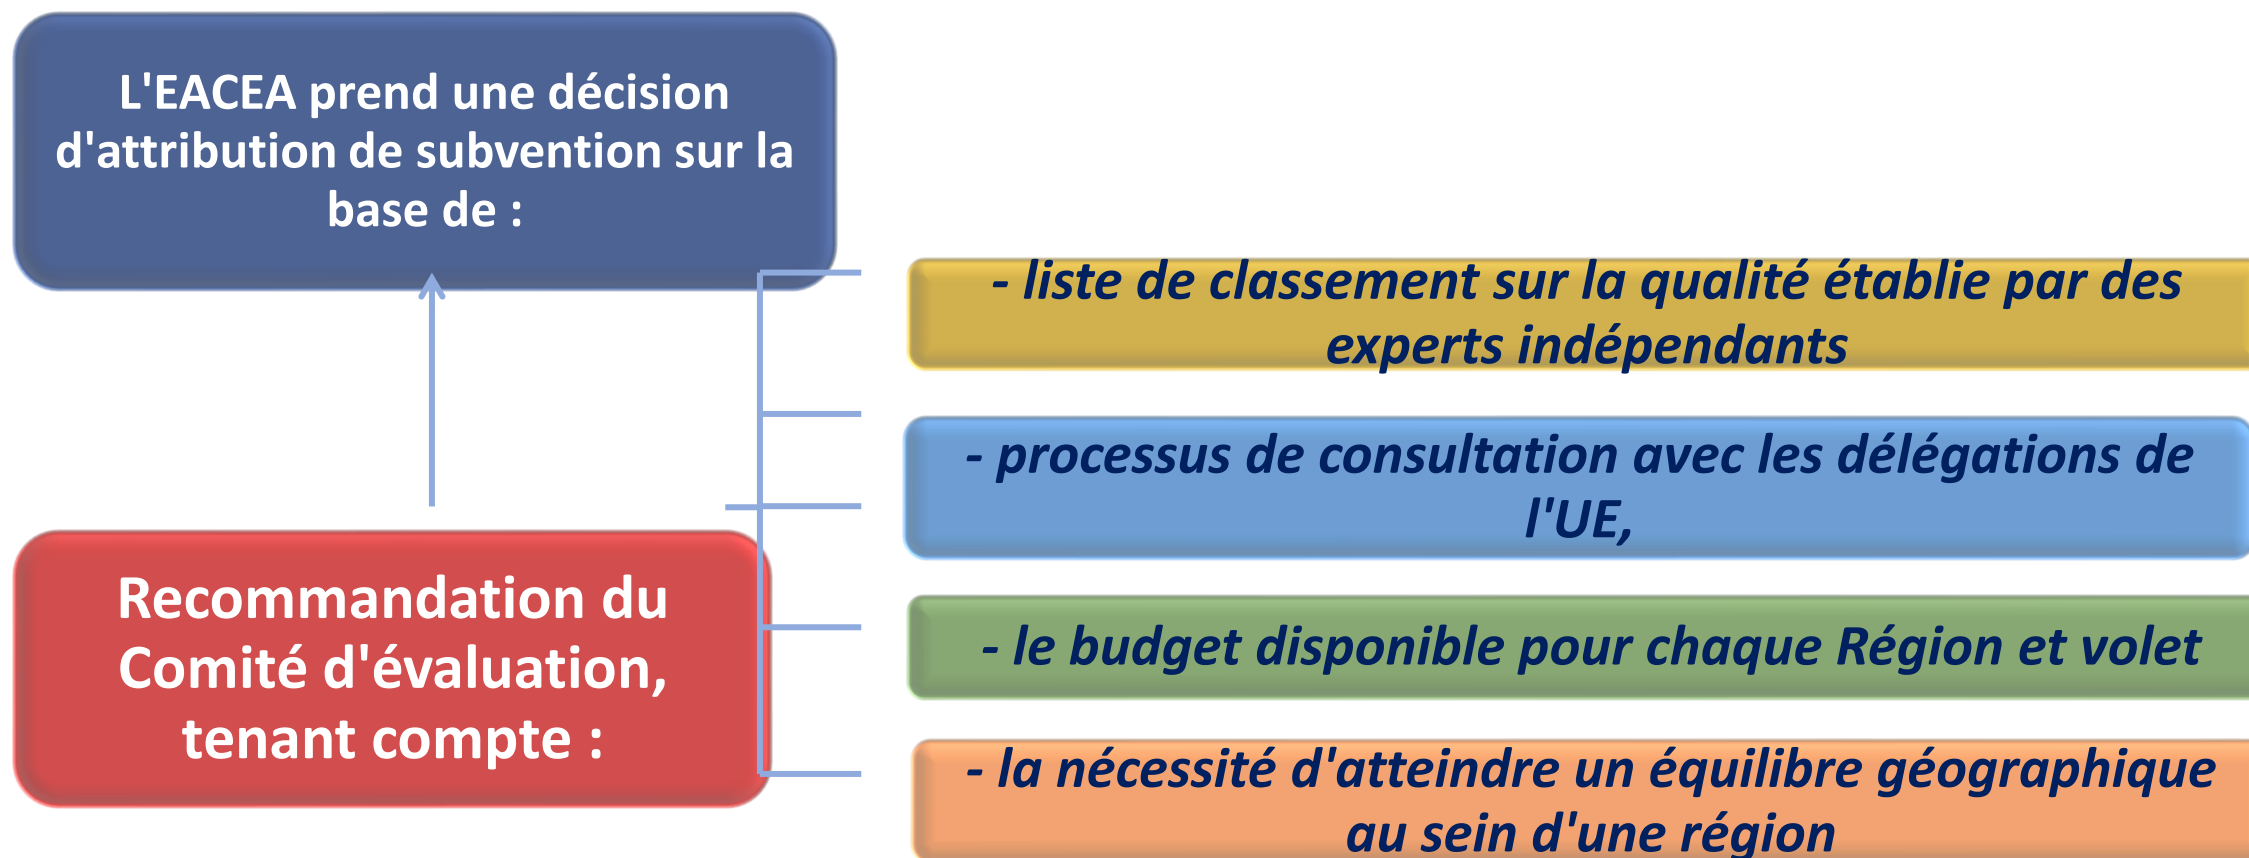 L'EACEA prend une décision
d'attribution de subvention sur la
base de :
Recommandation du
Comité d'évaluation,
tenant compte :
- liste de classement sur la qualité établie par des
experts indépendants
- processus de consultation avec les délégations de
l'UE,
- le budget disponible pour chaque Région et volet
- la nécessité d'atteindre un équilibre géographique
au sein d'une région